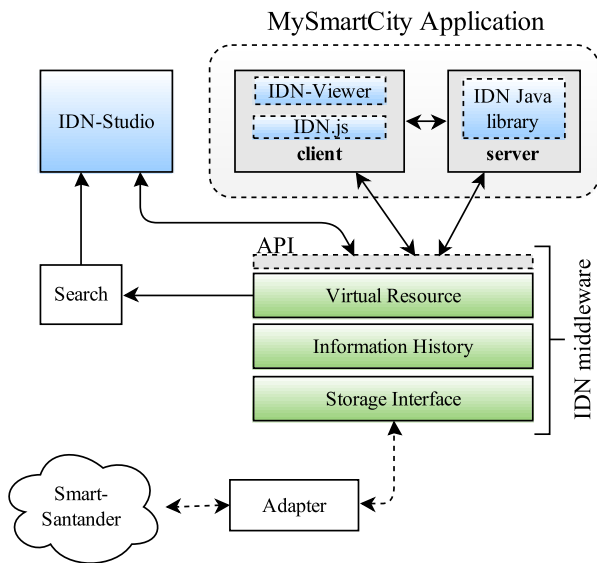 MySmartCity Application
IDN-Studio
IDN-Viewer
IDN.js
client
IDN Java
library
server
API
Search
Virtual Resource
Information History
Storage Interface
IDN middleware
Smart-
Santander
Adapter